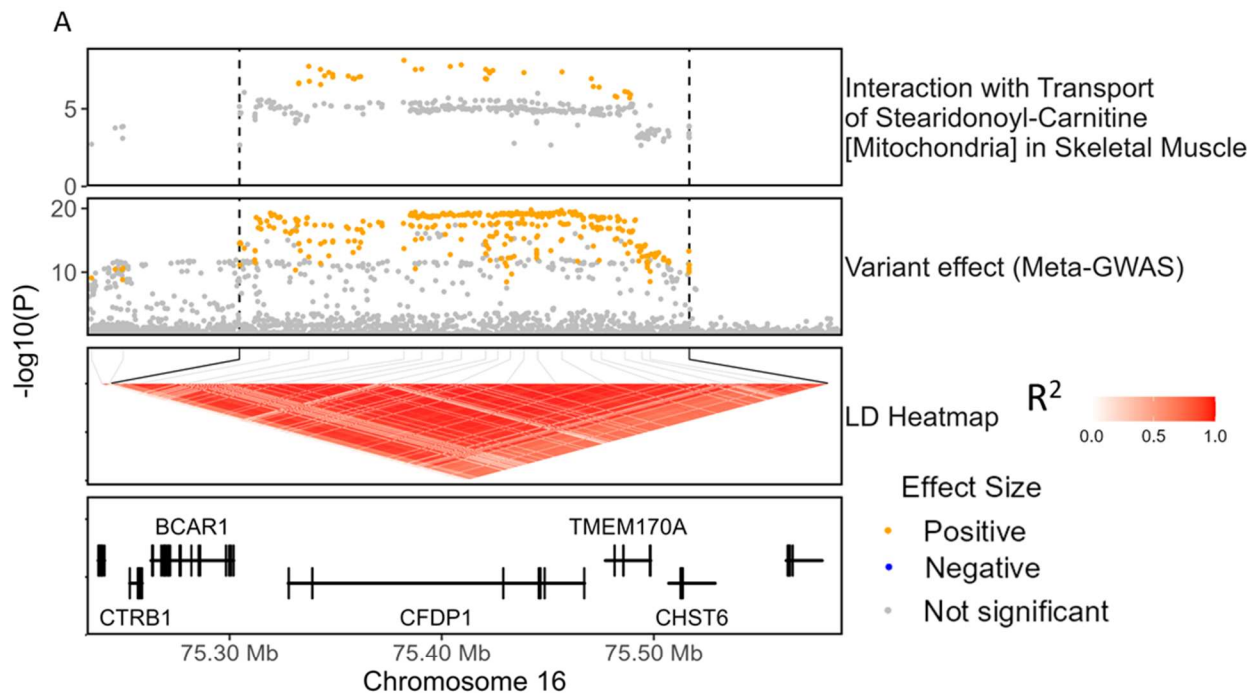 A
5
0
Interaction with Transport
of Stearidonoyl-Carnitine
[Mitochondria] in Skeletal Muscle
20
10
Variant effect (Meta-GWAS)
-log10(P)
LD Heatmap
R²
0.0 0.5 1.0
Effect Size
Positive
Negative
Not significant
BCAR1 TMEM170A
CTRB1 CFDP1 CHST6
75.30 Mb 75.40 Mb 75.50 Mb
Chromosome 16